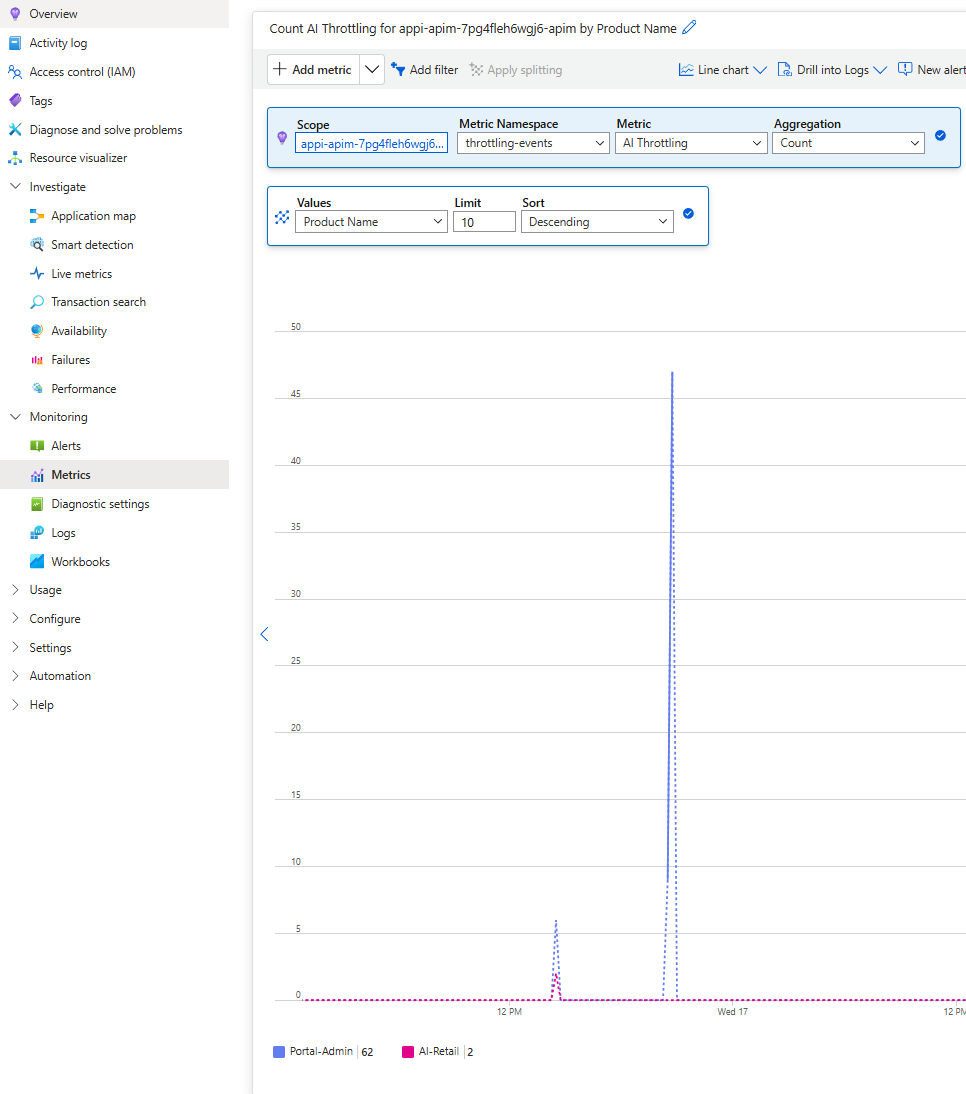 Overview
Activity log
Access control (IAM)
Tags
Diagnose and solve problems
Resource visualizer
Investigate
Application map
Smart detection
Live metrics
Transaction search
Availability
Failures
Performance
Monitoring
Alerts
Metrics
Diagnostic settings
Logs
Workbooks
Usage
Configure
Settings
Automation
Help
Count AI Throttling for appi-apim-7pg4fleh6wgj6-apim by Product Name
Add metric Add filter Apply splitting Line chart Drill into Logs New alert
Scope Metric Namespace Metric Aggregation
appi-apim-7pg4fleh6wgj6... throttling-events AI Throttling Count
Values Limit Sort
Product Name 10 Descending
50
45
40
35
30
25
20
15
10
5
0
12 PM Wed 17 12 PM
Portal-Admin 62 AI-Retail 2